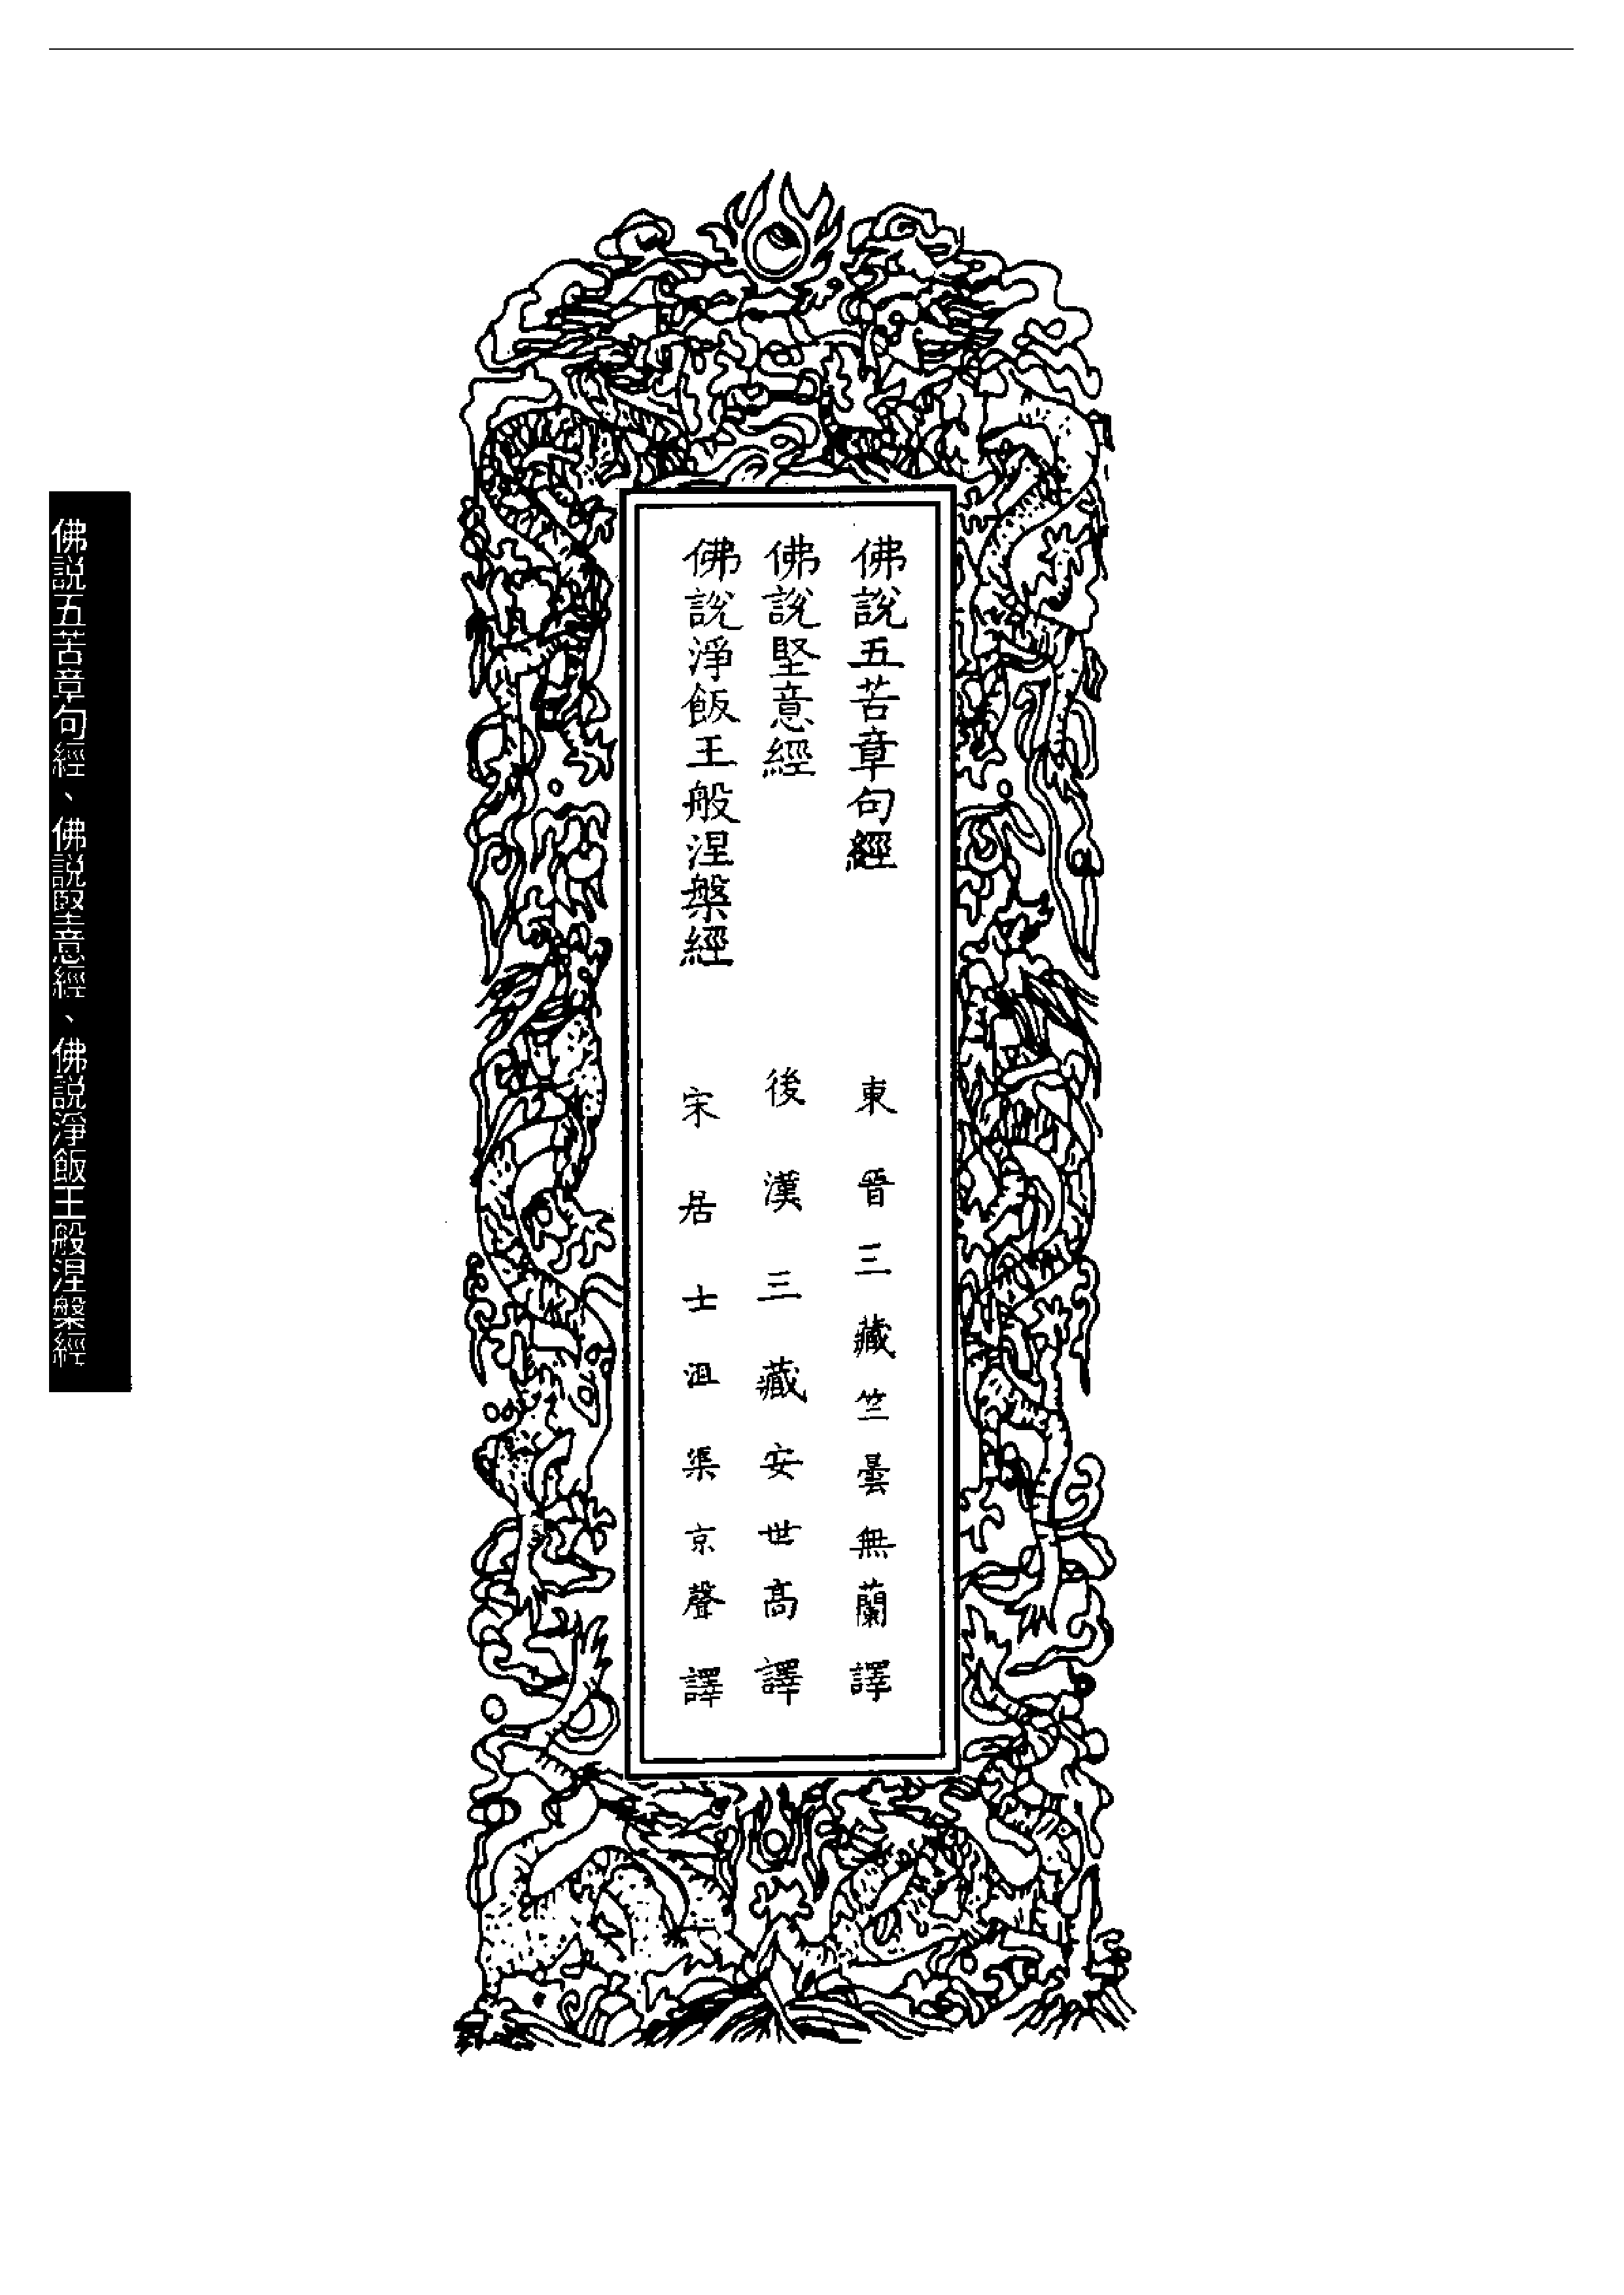 佛說五苦章句經　東晉三藏竺曇無蘭譯
佛說堅意經　後漢三藏安世高譯
佛說淨飯王般涅槃經　宋居士沮渠京聲譯
佛說五苦章句經、佛說堅意經、佛說淨飯王般涅槃經